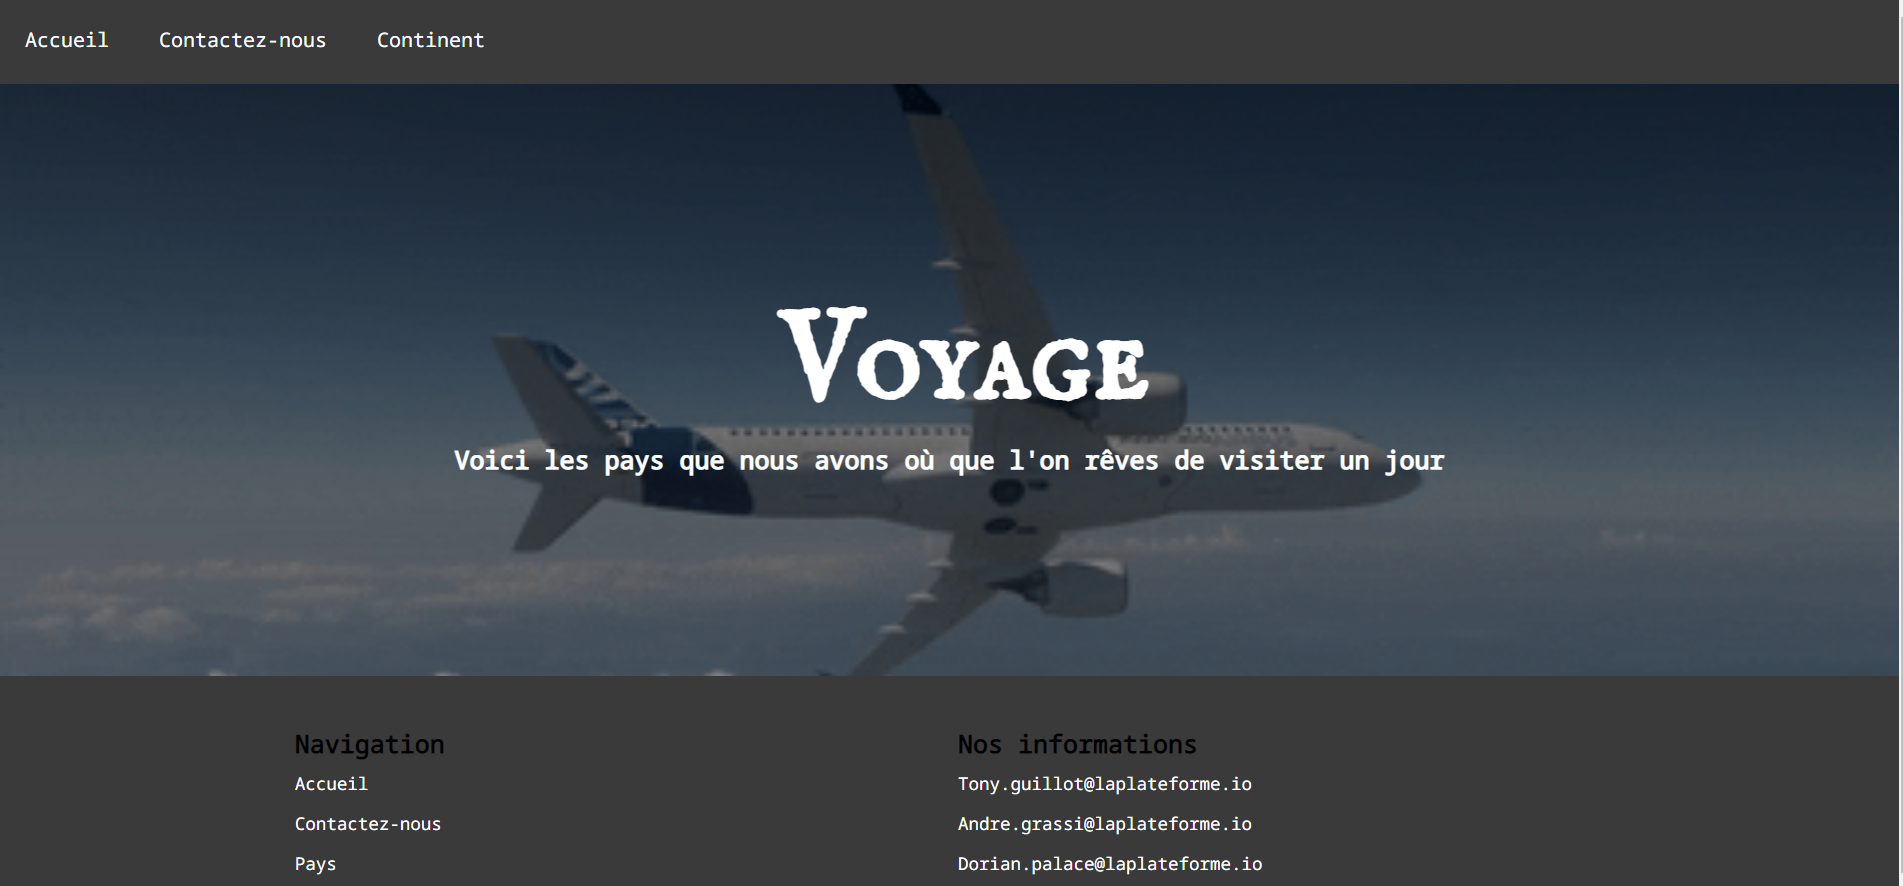 Accueil Contactez-nous Continent
Voyage
Voici les pays que nous avons où que l'on rêves de visiter un jour
Navigation
Accueil
Contactez-nous
Pays
Nos informations
Tony.guillot@laplateforme.io
Andre.grassi@laplateforme.io
Dorian.palace@laplateforme.io